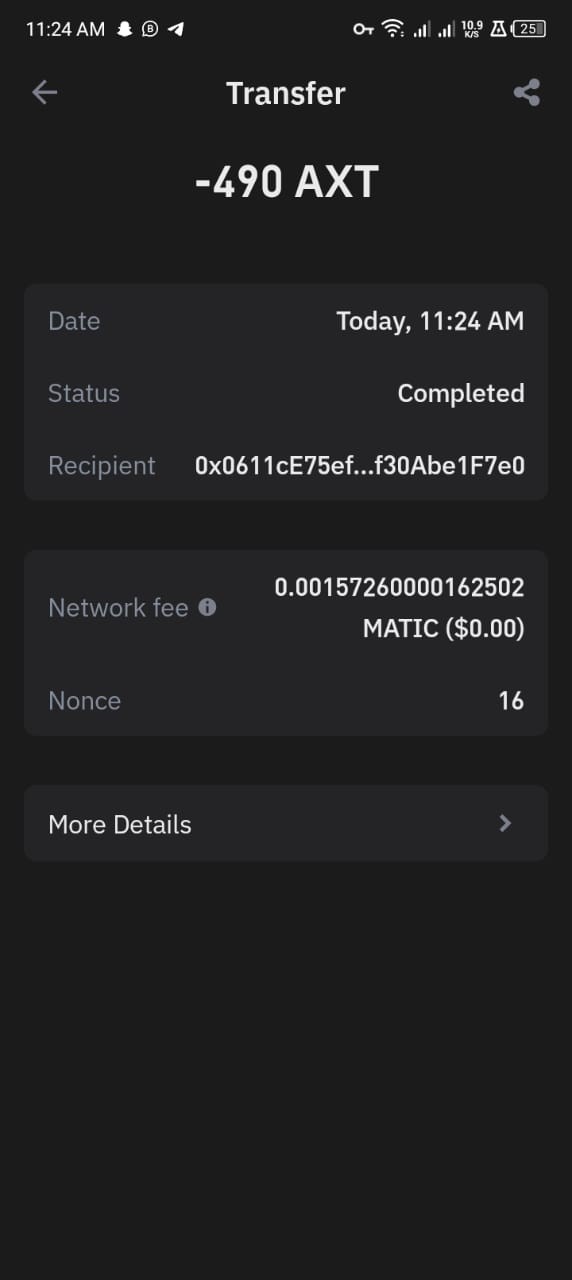 11:24 AM
10.9
K/S
25
Transfer
-490 AXT
Date
Today, 11:24 AM
Status
Completed
Recipient
0x0611cE75ef...f30Abe1F7e0
Network fee
0.00157260000162502
MATIC ($0.00)
Nonce
16
More Details